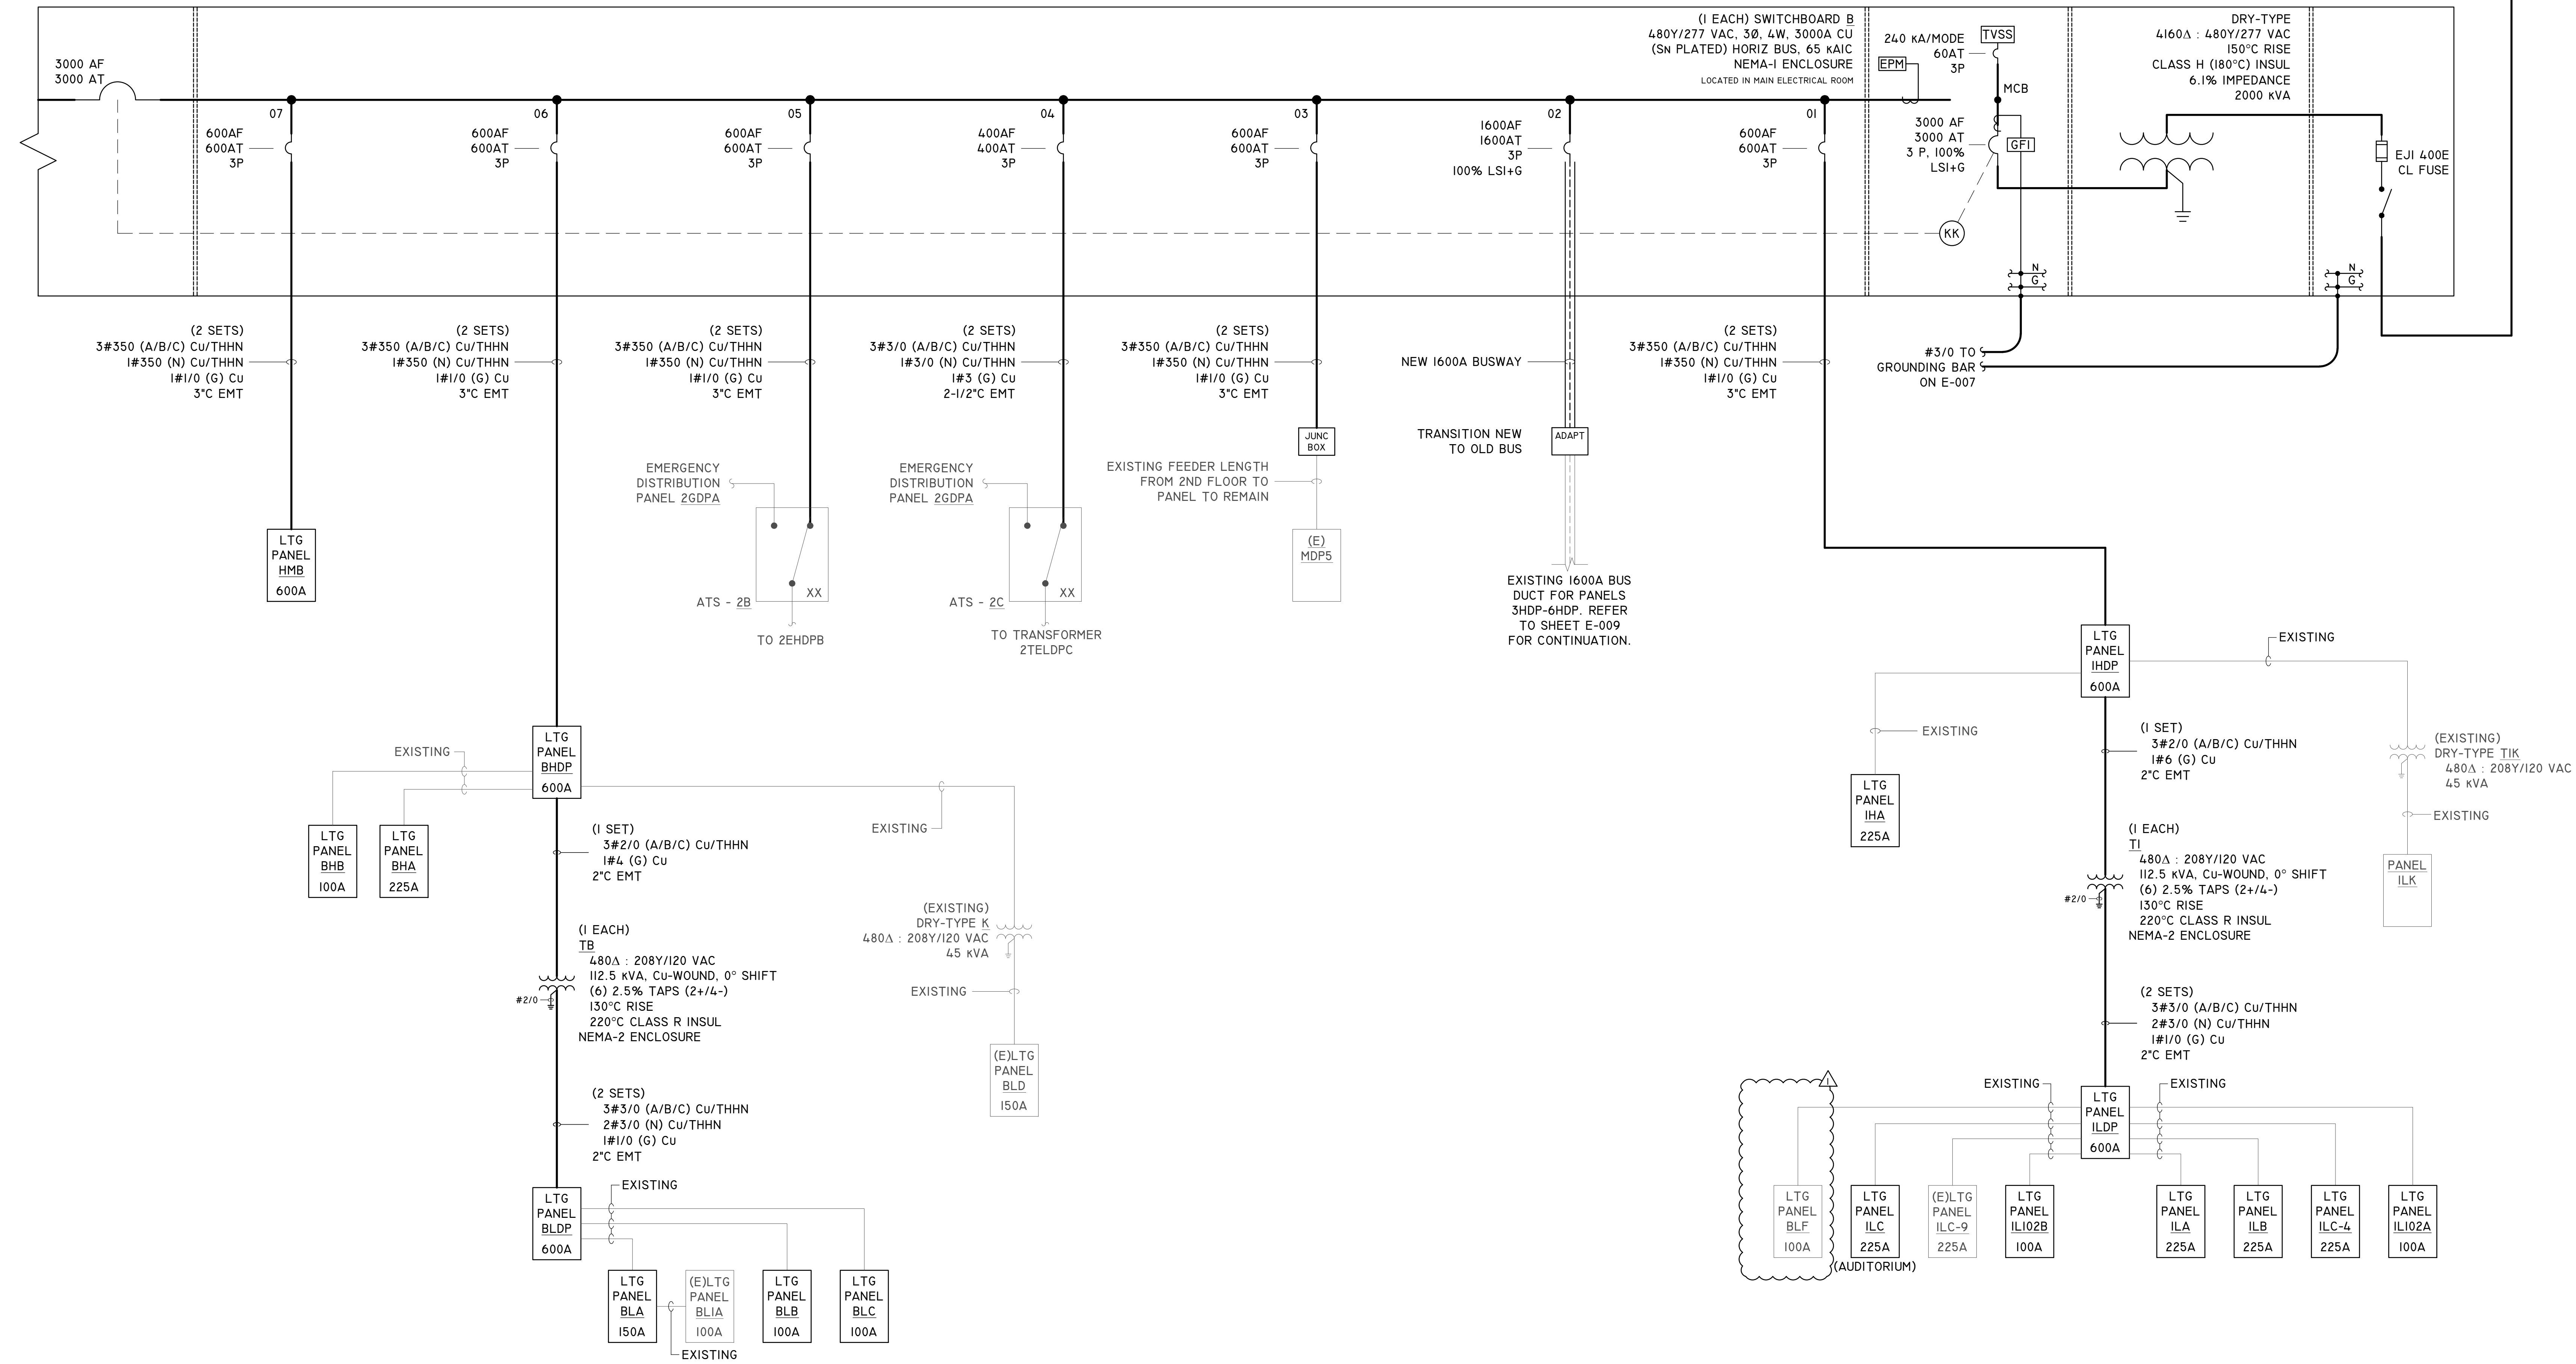 3000 AF
3000 AT
(1 EACH) SWITCHBOARD B
480Y/277 VAC, 3Ø, 4W, 3000A CU
(SN PLATED) HORIZ BUS, 65 KAIC
NEMA-1 ENCLOSURE
LOCATED IN MAIN ELECTRICAL ROOM
EPM
240 KA/MODE
60AT
3P
TVSS
MCB
3000 AF
3000 AT
3 P, 100%
LSI+G
GFI
KK
N
G
DRY-TYPE
4160Δ : 480Y/277 VAC
150°C RISE
CLASS H (180°C) INSUL
6.1% IMPEDANCE
2000 KVA
EJ1 400E
CL FUSE
N
G
07
600AF
600AT
3P
06
600AF
600AT
3P
05
600AF
600AT
3P
04
400AF
400AT
3P
03
600AF
600AT
3P
02
1600AF
1600AT
3P
100% LSI+G
01
600AF
600AT
3P
(2 SETS)
3#350 (A/B/C) Cu/THHN
1#350 (N) Cu/THHN
1#1/0 (G) Cu
3"C EMT
(2 SETS)
3#350 (A/B/C) Cu/THHN
1#350 (N) Cu/THHN
1#1/0 (G) Cu
3"C EMT
(2 SETS)
3#350 (A/B/C) Cu/THHN
1#350 (N) Cu/THHN
1#1/0 (G) Cu
3"C EMT
(2 SETS)
3#3/0 (A/B/C) Cu/THHN
1#3/0 (N) Cu/THHN
1#3 (G) Cu
2-1/2"C EMT
(2 SETS)
3#350 (A/B/C) Cu/THHN
1#350 (N) Cu/THHN
1#1/0 (G) Cu
3"C EMT
NEW 1600A BUSWAY
(2 SETS)
3#350 (A/B/C) Cu/THHN
1#350 (N) Cu/THHN
1#1/0 (G) Cu
3"C EMT
#3/0 TO
GROUNDING BAR
ON E-007
JUNC
BOX
TRANSITION NEW
TO OLD BUS
ADAPT
EMERGENCY
DISTRIBUTION
PANEL 2GDPA
EMERGENCY
DISTRIBUTION
PANEL 2GDPA
EXISTING FEEDER LENGTH
FROM 2ND FLOOR TO
PANEL TO REMAIN
LTG
PANEL
HMB
600A
XX
ATS - 2B
TO 2EHDPB
XX
ATS - 2C
TO TRANSFORMER
2TELDPC
(E)
MDP5
EXISTING 1600A BUS
DUCT FOR PANELS
3HDP-6HDP. REFER
TO SHEET E-009
FOR CONTINUATION.
LTG
PANEL
1HDP
600A
EXISTING
EXISTING
(1 SET)
3#2/0 (A/B/C) Cu/THHN
1#6 (G) Cu
2"C EMT
(EXISTING)
DRY-TYPE T1K
480Δ : 208Y/120 VAC
45 KVA
EXISTING
LTG
PANEL
1HA
225A
(1 EACH)
T1
480Δ : 208Y/120 VAC
112.5 KVA, Cu-WOUND, 0° SHIFT
(6) 2.5% TAPS (2+/4-)
130°C RISE
220°C CLASS R INSUL
NEMA-2 ENCLOSURE
#2/0
PANEL
1LK
(2 SETS)
3#3/0 (A/B/C) Cu/THHN
2#3/0 (N) Cu/THHN
1#1/0 (G) Cu
2"C EMT
LTG
PANEL
BHDP
600A
EXISTING
EXISTING
LTG
PANEL
BHB
100A
LTG
PANEL
BHA
225A
(1 SET)
3#2/0 (A/B/C) Cu/THHN
1#4 (G) Cu
2"C EMT
(EXISTING)
DRY-TYPE K
480Δ : 208Y/120 VAC
45 KVA
EXISTING
(1 EACH)
TB
480Δ : 208Y/120 VAC
112.5 KVA, Cu-WOUND, 0° SHIFT
(6) 2.5% TAPS (2+/4-)
130°C RISE
220°C CLASS R INSUL
NEMA-2 ENCLOSURE
#2/0
(E)LTG
PANEL
BLD
150A
(2 SETS)
3#3/0 (A/B/C) Cu/THHN
2#3/0 (N) Cu/THHN
1#1/0 (G) Cu
2"C EMT
LTG
PANEL
BLDP
600A
EXISTING
LTG
PANEL
BLA
150A
(E)LTG
PANEL
BL1A
100A
LTG
PANEL
BLB
100A
LTG
PANEL
BLC
100A
EXISTING
1
EXISTING
LTG
PANEL
1LDP
600A
EXISTING
LTG
PANEL
BLF
100A
LTG
PANEL
1LC
225A
(E)LTG
PANEL
1LC-9
225A
LTG
PANEL
1L102B
100A
LTG
PANEL
1LA
225A
LTG
PANEL
1LB
225A
LTG
PANEL
1LC-4
225A
LTG
PANEL
1L102A
100A
(AUDITORIUM)